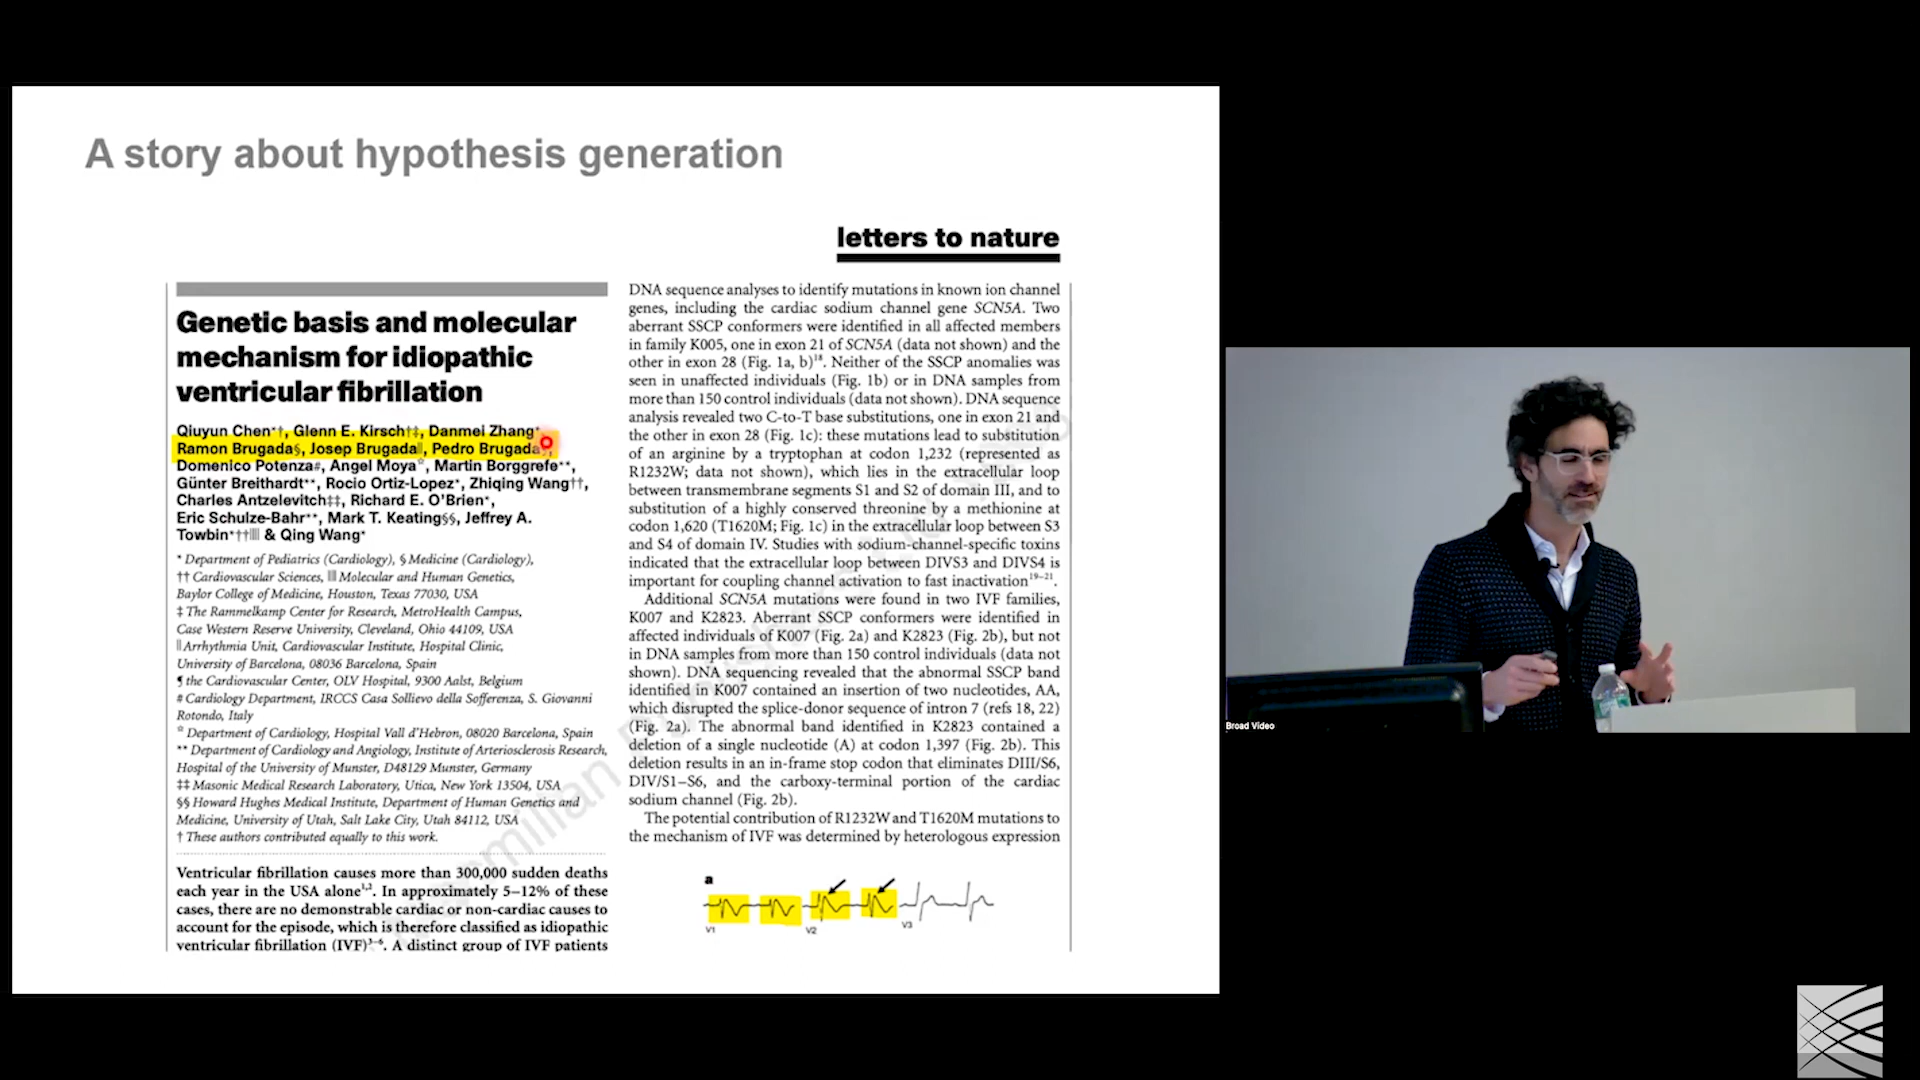 A story about hypothesis generation
letters to nature
Genetic basis and molecular
mechanism for idiopathic
ventricular fibrillation
Qiuyun Chen*†, Glenn E. Kirsch†‡, Danmei Zhang*
Ramon Brugada§, Josep Brugada||, Pedro Brugada
Domenico Potenza#, Angel Moya☆, Martin Borggrefe**,
Günter Breithardt**, Rocio Ortiz-Lopez*, Zhiqing Wang††,
Charles Antzelevitch‡‡, Richard E. O'Brien*,
Eric Schulze-Bahr**, Mark T. Keating§§, Jeffrey A.
Towbin*††|||| & Qing Wang*
* Department of Pediatrics (Cardiology), § Medicine (Cardiology),
†† Cardiovascular Sciences, |||| Molecular and Human Genetics,
Baylor College of Medicine, Houston, Texas 77030, USA
‡ The Rammelkamp Center for Research, MetroHealth Campus,
Case Western Reserve University, Cleveland, Ohio 44109, USA
|| Arrhythmia Unit, Cardiovascular Institute, Hospital Clinic,
University of Barcelona, 08036 Barcelona, Spain
¶ the Cardiovascular Center, OLV Hospital, 9300 Aalst, Belgium
# Cardiology Department, IRCCS Casa Sollievo della Sofferenza, S. Giovanni
Rotondo, Italy
☆ Department of Cardiology, Hospital Vall d'Hebron, 08020 Barcelona, Spain
** Department of Cardiology and Angiology, Institute of Arteriosclerosis Research,
Hospital of the University of Munster, D48129 Munster, Germany
‡‡ Masonic Medical Research Laboratory, Utica, New York 13504, USA
§§ Howard Hughes Medical Institute, Department of Human Genetics and
Medicine, University of Utah, Salt Lake City, Utah 84112, USA
† These authors contributed equally to this work.
Ventricular fibrillation causes more than 300,000 sudden deaths
each year in the USA alone1,2. In approximately 5–12% of these
cases, there are no demonstrable cardiac or non-cardiac causes to
account for the episode, which is therefore classified as idiopathic
ventricular fibrillation (IVF)3–6. A distinct group of IVF patients
DNA sequence analyses to identify mutations in known ion channel
genes, including the cardiac sodium channel gene SCN5A. Two
aberrant SSCP conformers were identified in all affected members
in family K005, one in exon 21 of SCN5A (data not shown) and the
other in exon 28 (Fig. 1a, b)18. Neither of the SSCP anomalies was
seen in unaffected individuals (Fig. 1b) or in DNA samples from
more than 150 control individuals (data not shown). DNA sequence
analysis revealed two C-to-T base substitutions, one in exon 21 and
the other in exon 28 (Fig. 1c): these mutations lead to substitution
of an arginine by a tryptophan at codon 1,232 (represented as
R1232W; data not shown), which lies in the extracellular loop
between transmembrane segments S1 and S2 of domain III, and to
substitution of a highly conserved threonine by a methionine at
codon 1,620 (T1620M; Fig. 1c) in the extracellular loop between S3
and S4 of domain IV. Studies with sodium-channel-specific toxins
indicated that the extracellular loop between DIVS3 and DIVS4 is
important for coupling channel activation to fast inactivation19–21.
Additional SCN5A mutations were found in two IVF families,
K007 and K2823. Aberrant SSCP conformers were identified in
affected individuals of K007 (Fig. 2a) and K2823 (Fig. 2b), but not
in DNA samples from more than 150 control individuals (data not
shown). DNA sequencing revealed that the abnormal SSCP band
identified in K007 contained an insertion of two nucleotides, AA,
which disrupted the splice-donor sequence of intron 7 (refs 18, 22)
(Fig. 2a). The abnormal band identified in K2823 contained a
deletion of a single nucleotide (A) at codon 1,397 (Fig. 2b). This
deletion results in an in-frame stop codon that eliminates DIII/S6,
DIV/S1–S6, and the carboxy-terminal portion of the cardiac
sodium channel (Fig. 2b).
The potential contribution of R1232W and T1620M mutations to
the mechanism of IVF was determined by heterologous expression
a
V1
V2
V3
Broad Video